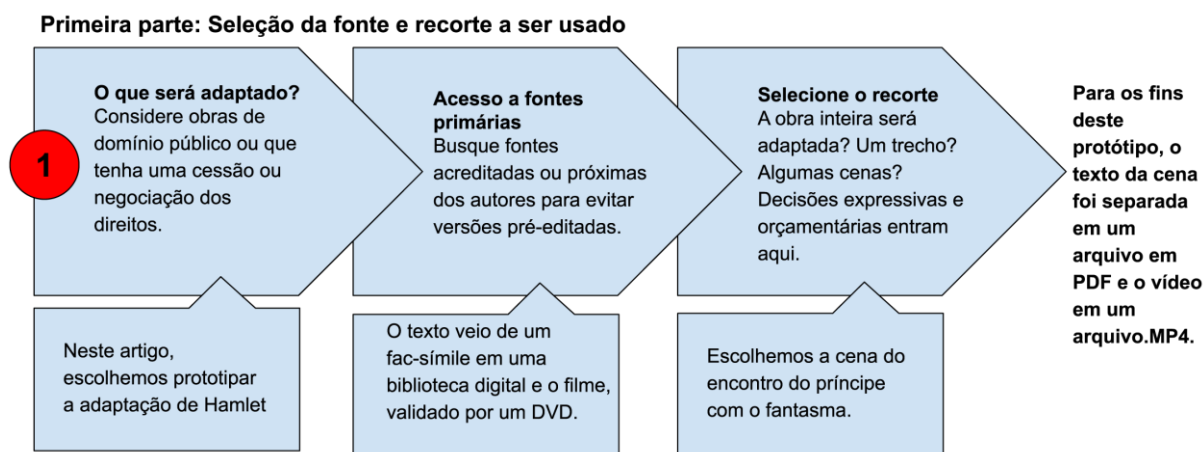 Primeira parte: Seleção da fonte e recorte a ser usado
1
O que será adaptado?
Considere obras de
domínio público ou que
tenha uma cessão ou
negociação dos
direitos.
Acesso a fontes
primárias
Busque fontes
acreditadas ou próximas
dos autores para evitar
versões pré-editadas.
Selecione o recorte
A obra inteira será
adaptada? Um trecho?
Algumas cenas?
Decisões expressivas e
orçamentárias entram
aqui.
Para os fins
deste
protótipo, o
texto da cena
foi separada
em um
arquivo em
PDF e o vídeo
em um
arquivo.MP4.
Neste artigo,
escolhemos prototipar
a adaptação de Hamlet
O texto veio de um
fac-símile em uma
biblioteca digital e o filme,
validado por um DVD.
Escolhemos a cena do
encontro do príncipe
com o fantasma.